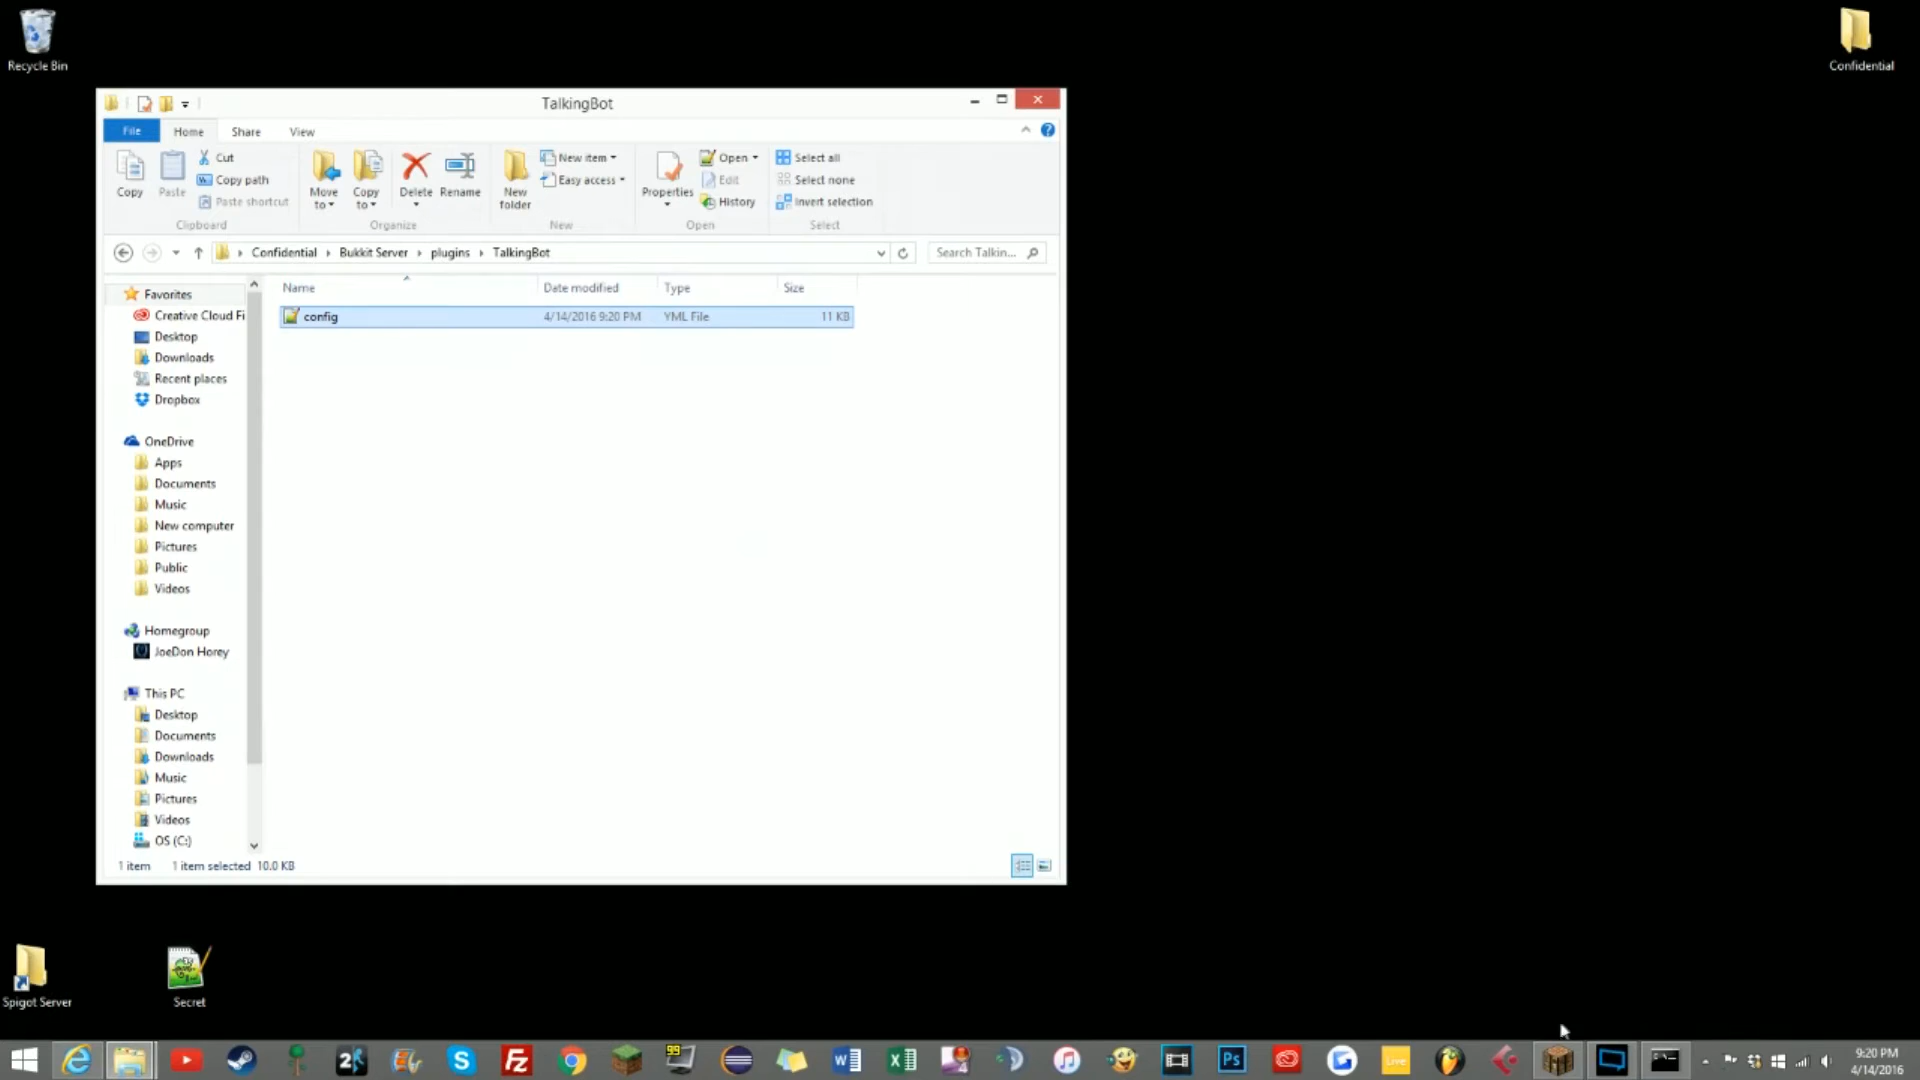 Recycle Bin
Confidential
TalkingBot
File Home Share View
Copy
Paste
Cut
Copy path
Paste shortcut
Clipboard
Move to
Copy to
Delete
Rename
Organize
New folder
New item
Easy access
New
Properties
Open
Edit
History
Open
Select all
Select none
Invert selection
Select
Confidential Bukkit Server plugins TalkingBot
Search Talkin...
Name Date modified Type Size
config 4/14/2016 9:20 PM YML File 11 KB
Favorites
Creative Cloud Fi
Desktop
Downloads
Recent places
Dropbox
OneDrive
Apps
Documents
Music
New computer
Pictures
Public
Videos
Homegroup
JoeDon Horey
This PC
Desktop
Documents
Downloads
Music
Pictures
Videos
OS (C:)
1 item 1 item selected 10.0 KB
Spigot Server
Secret
99
Ps
Live
9:20 PM
4/14/2016